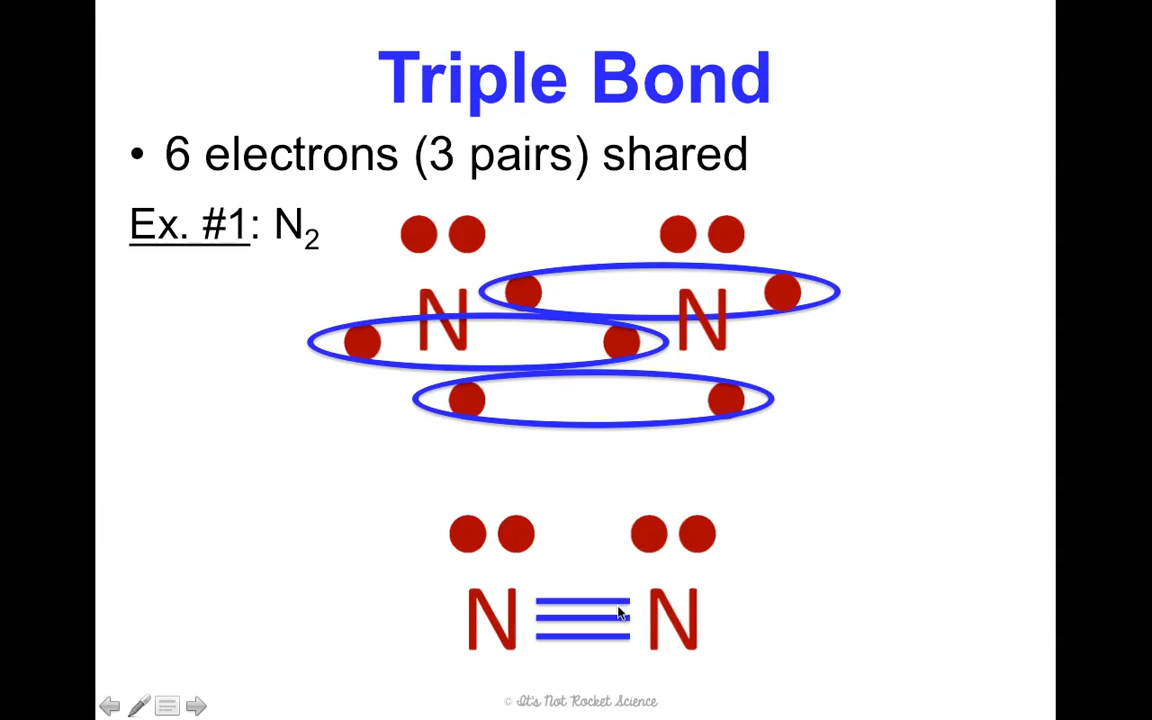 Triple Bond
• 6 electrons (3 pairs) shared
Ex. #1: N₂
N N
N≡N
© It's Not Rocket Science